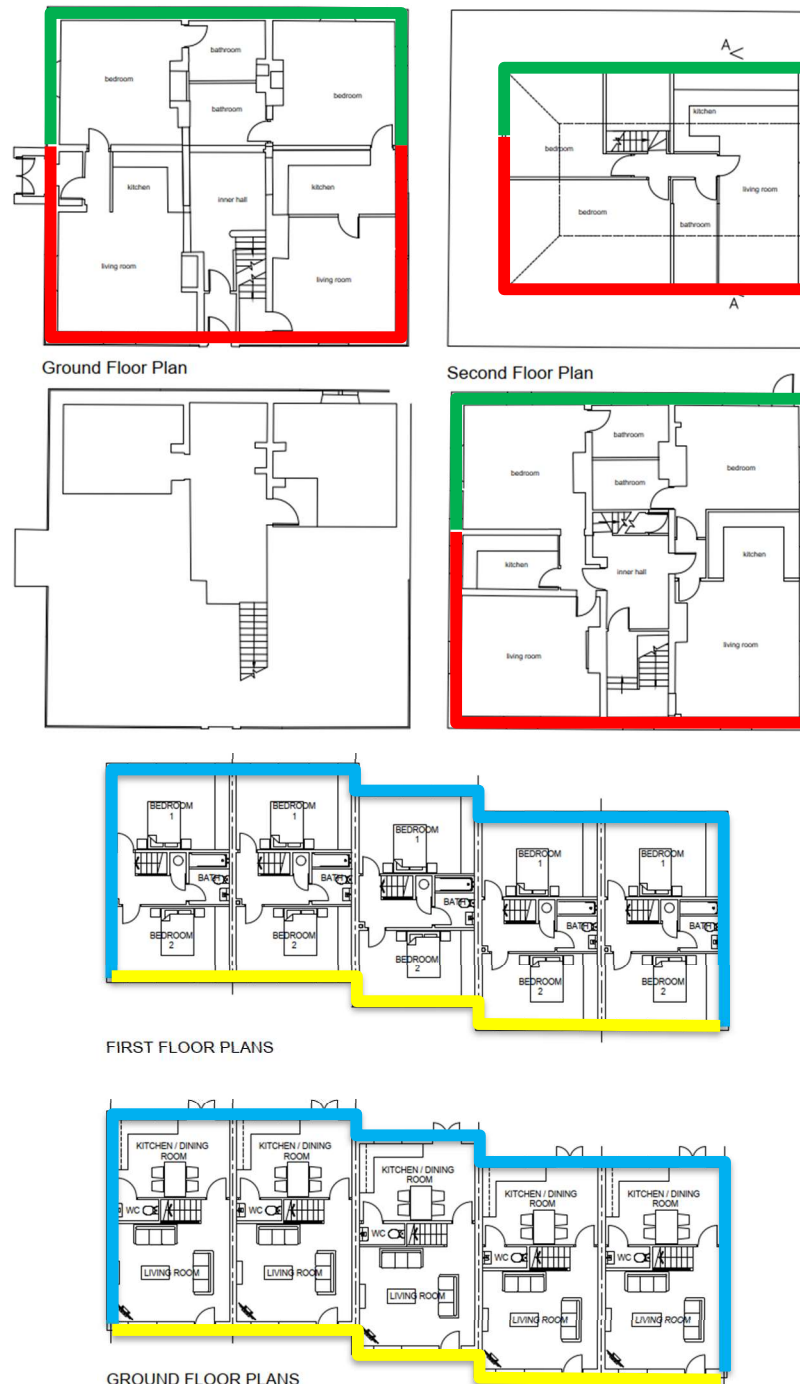 bathroom
bedroom
bathroom
bedroom
kitchen
inner hall
kitchen
living room
living room
Ground Floor Plan
A
kitchen
bedroom
living room
bedroom
bathroom
A
Second Floor Plan
bathroom
bedroom
bedroom
bathroom
kitchen
kitchen
inner hall
living room
living room
BEDROOM
1
BEDROOM
1
BEDROOM
1
BEDROOM
1
BEDROOM
1
BATH
BATH
BATH
BATH
BATH
BEDROOM
2
BEDROOM
2
BEDROOM
2
BEDROOM
2
BEDROOM
2
FIRST FLOOR PLANS
KITCHEN / DINING
ROOM
KITCHEN / DINING
ROOM
KITCHEN / DINING
ROOM
KITCHEN / DINING
ROOM
KITCHEN / DINING
ROOM
WC
WC
WC
WC
WC
LIVING ROOM
LIVING ROOM
LIVING ROOM
LIVING ROOM
LIVING ROOM
GROUND FLOOR PLANS